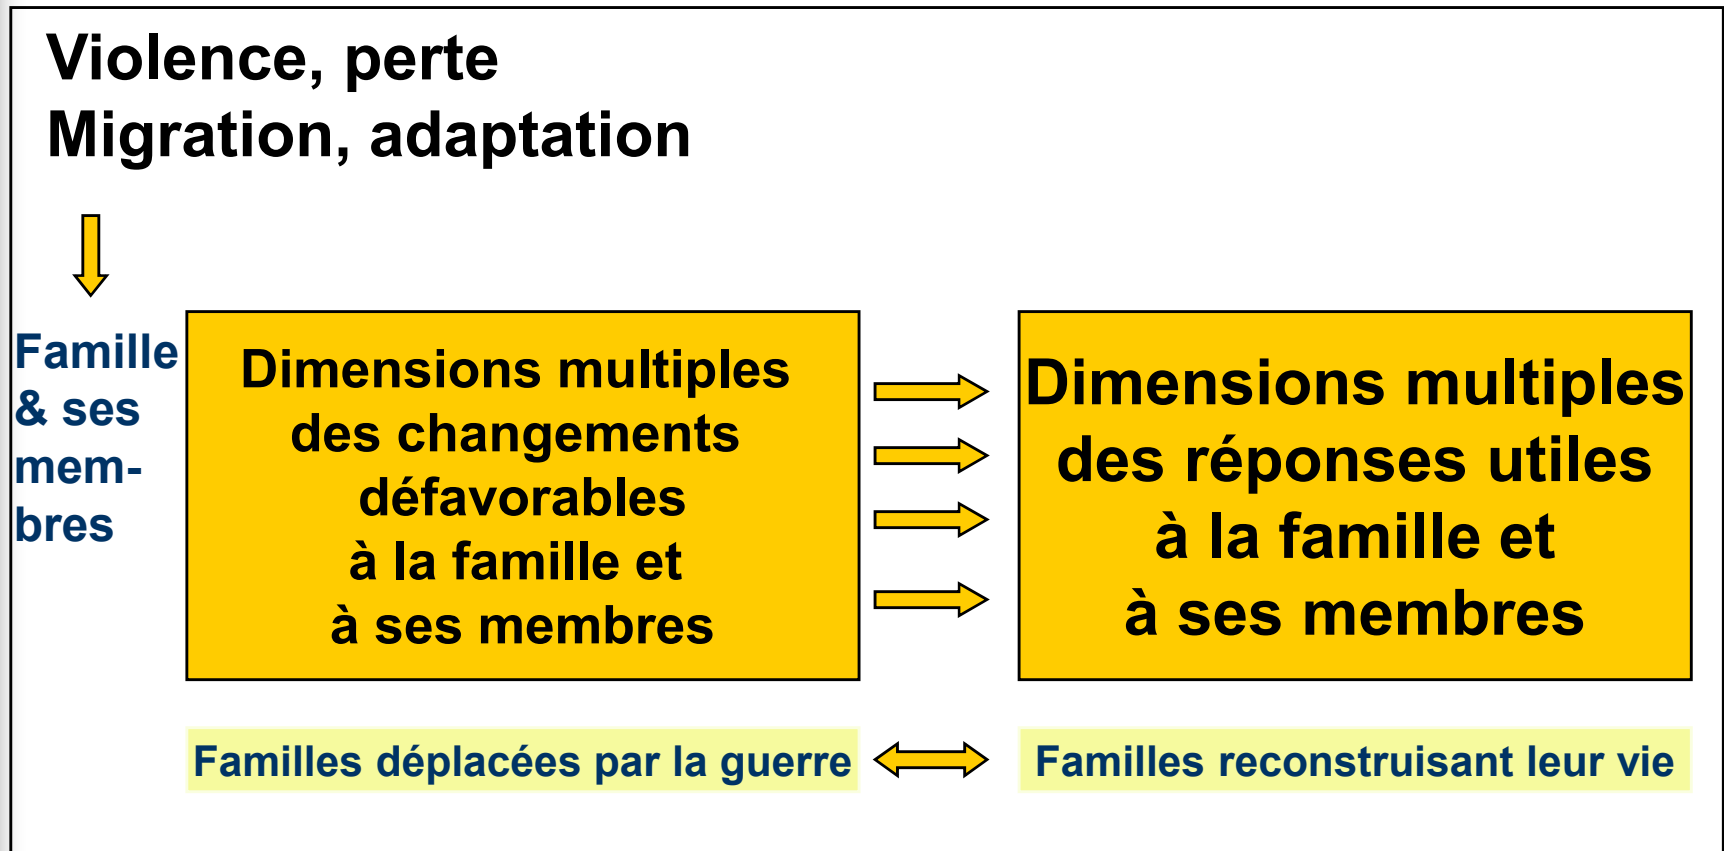 Violence, perte
Migration, adaptation
Famille
& ses
mem-
bres
Dimensions multiples
des changements
défavorables
à la famille et
à ses membres
Dimensions multiples
des réponses utiles
à la famille et
à ses membres
Familles déplacées par la guerre
Familles reconstruisant leur vie